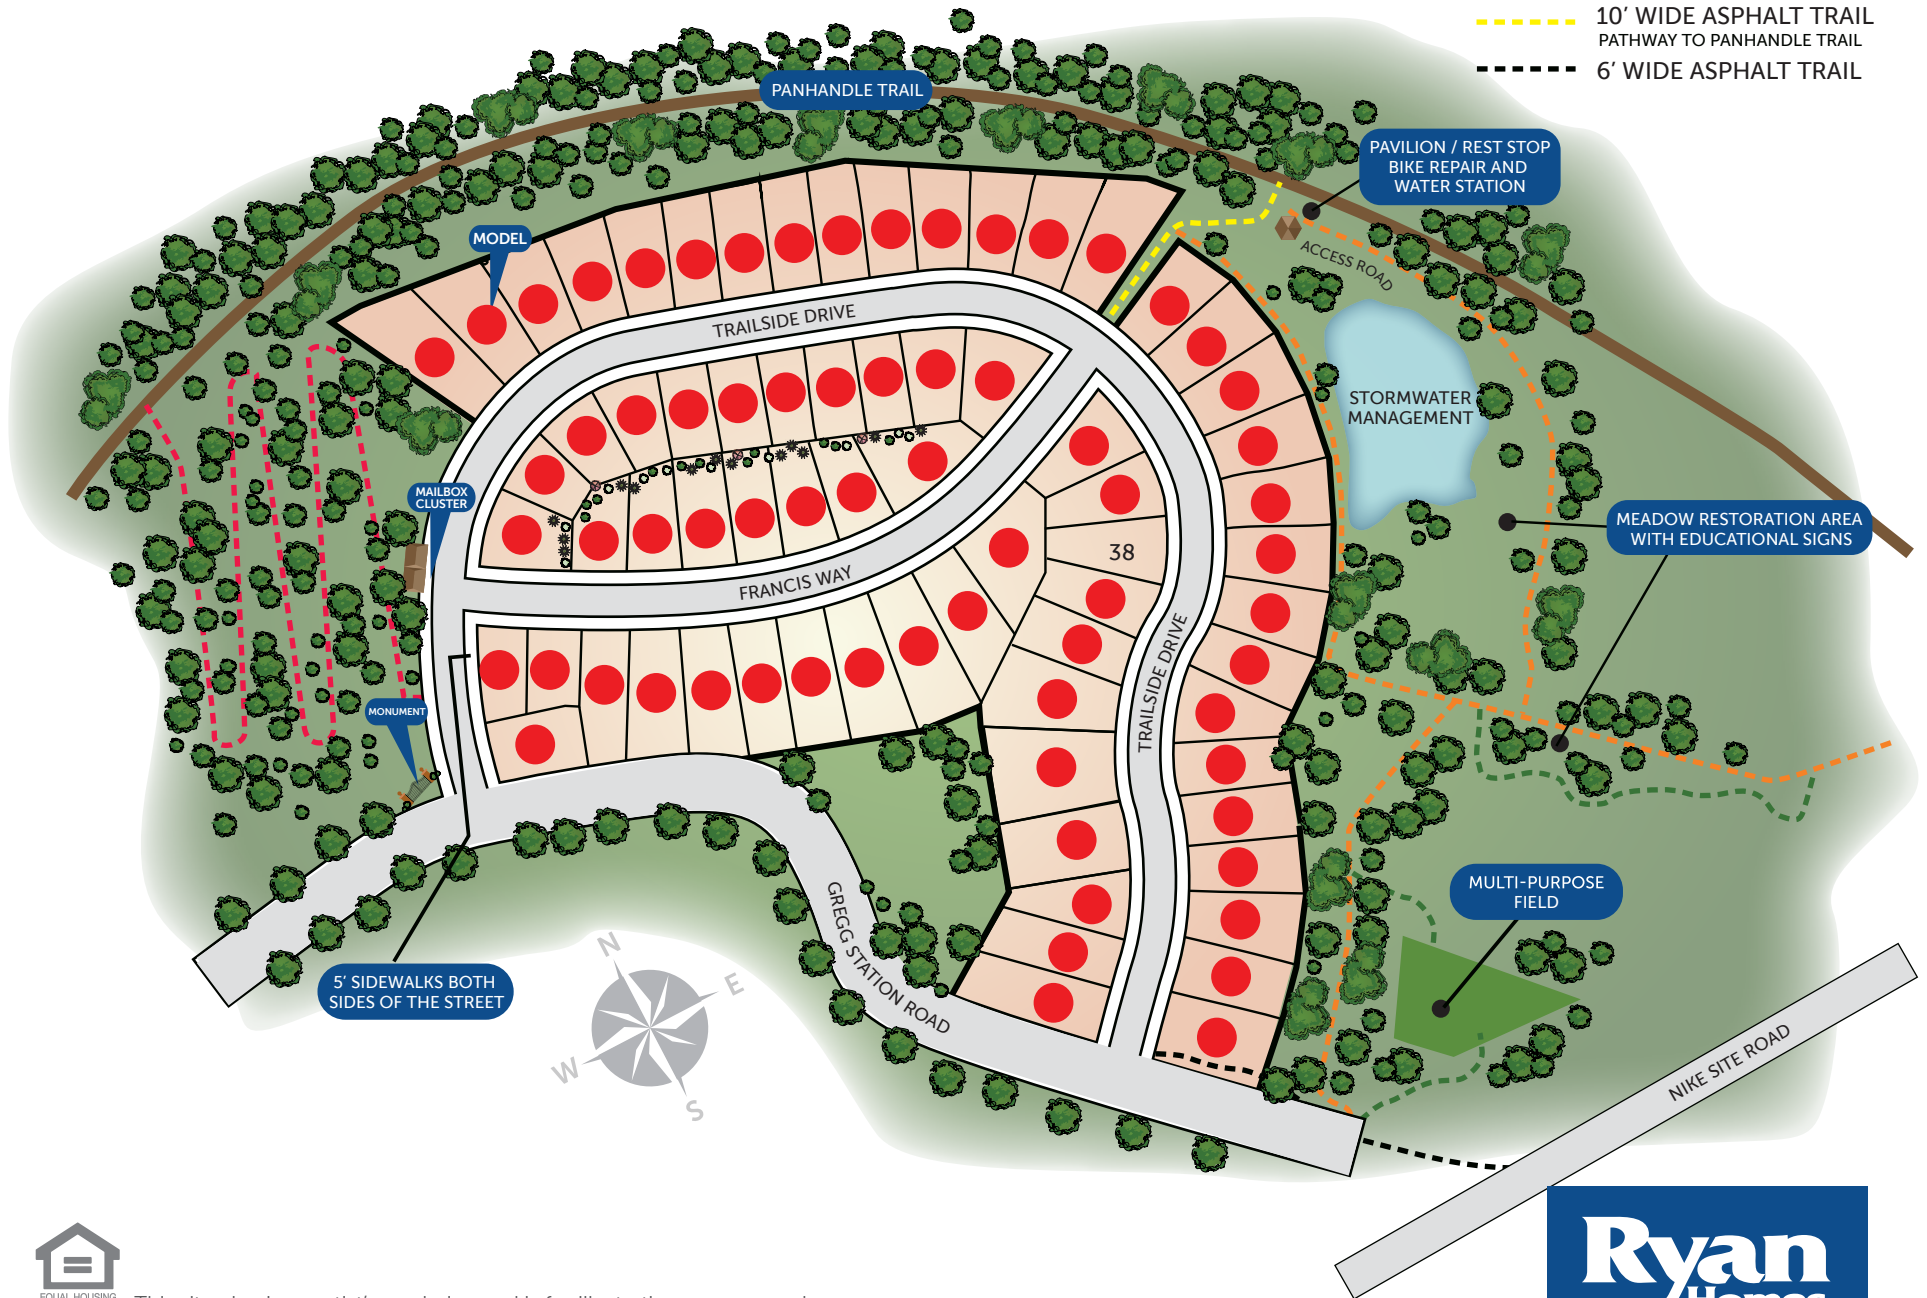 10' WIDE ASPHALT TRAIL
PATHWAY TO PANHANDLE TRAIL
6' WIDE ASPHALT TRAIL
PANHANDLE TRAIL
PAVILION / REST STOP
BIKE REPAIR AND
WATER STATION
ACCESS ROAD
MODEL
TRAILSIDE DRIVE
STORMWATER
MANAGEMENT
MAILBOX
CLUSTER
MEADOW RESTORATION AREA
WITH EDUCATIONAL SIGNS
38
FRANCIS WAY
TRAILSIDE DRIVE
MONUMENT
MULTI-PURPOSE
FIELD
GREGG STATION ROAD
5' SIDEWALKS BOTH
SIDES OF THE STREET
N
E
W
S
NIKE SITE ROAD
Ryan
Homes
EQUAL HOUSING